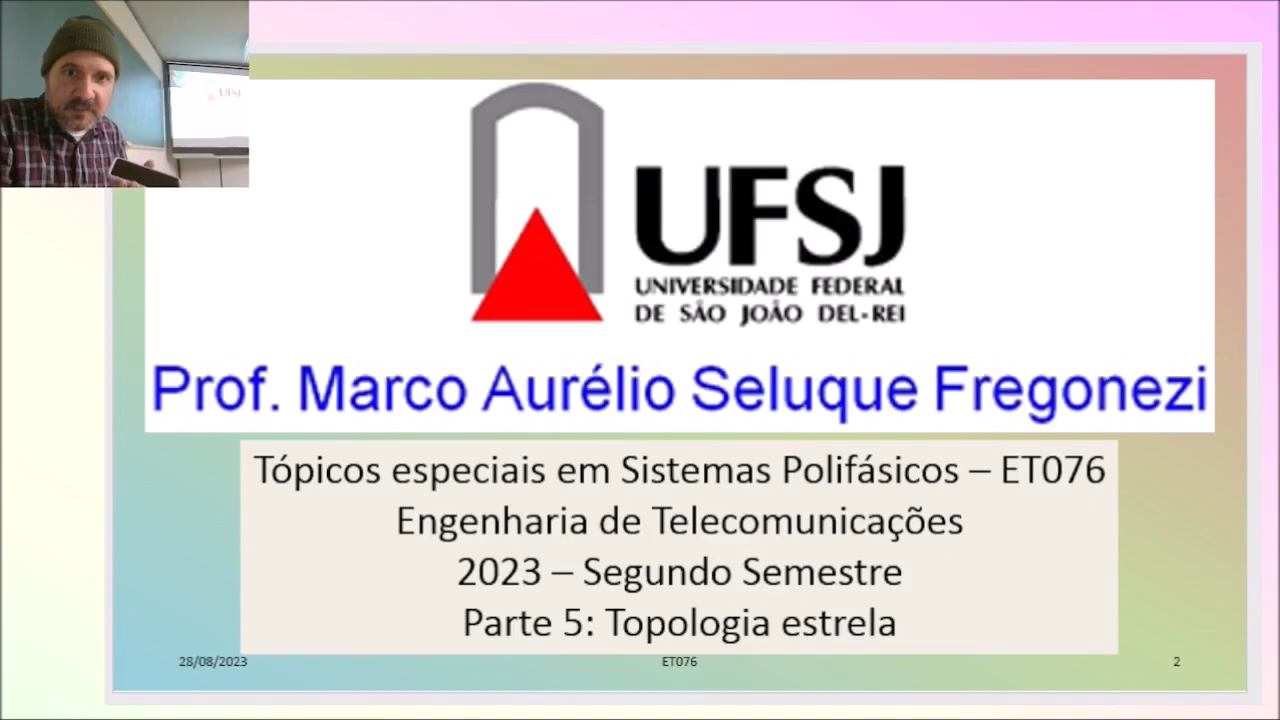 UFSJ
UFSJ
UNIVERSIDADE FEDERAL
DE SÃO JOÃO DEL-REI
Prof. Marco Aurélio Seluque Fregonezi
Tópicos especiais em Sistemas Polifásicos – ET076
Engenharia de Telecomunicações
2023 – Segundo Semestre
Parte 5: Topologia estrela
28/08/2023
ET076
2